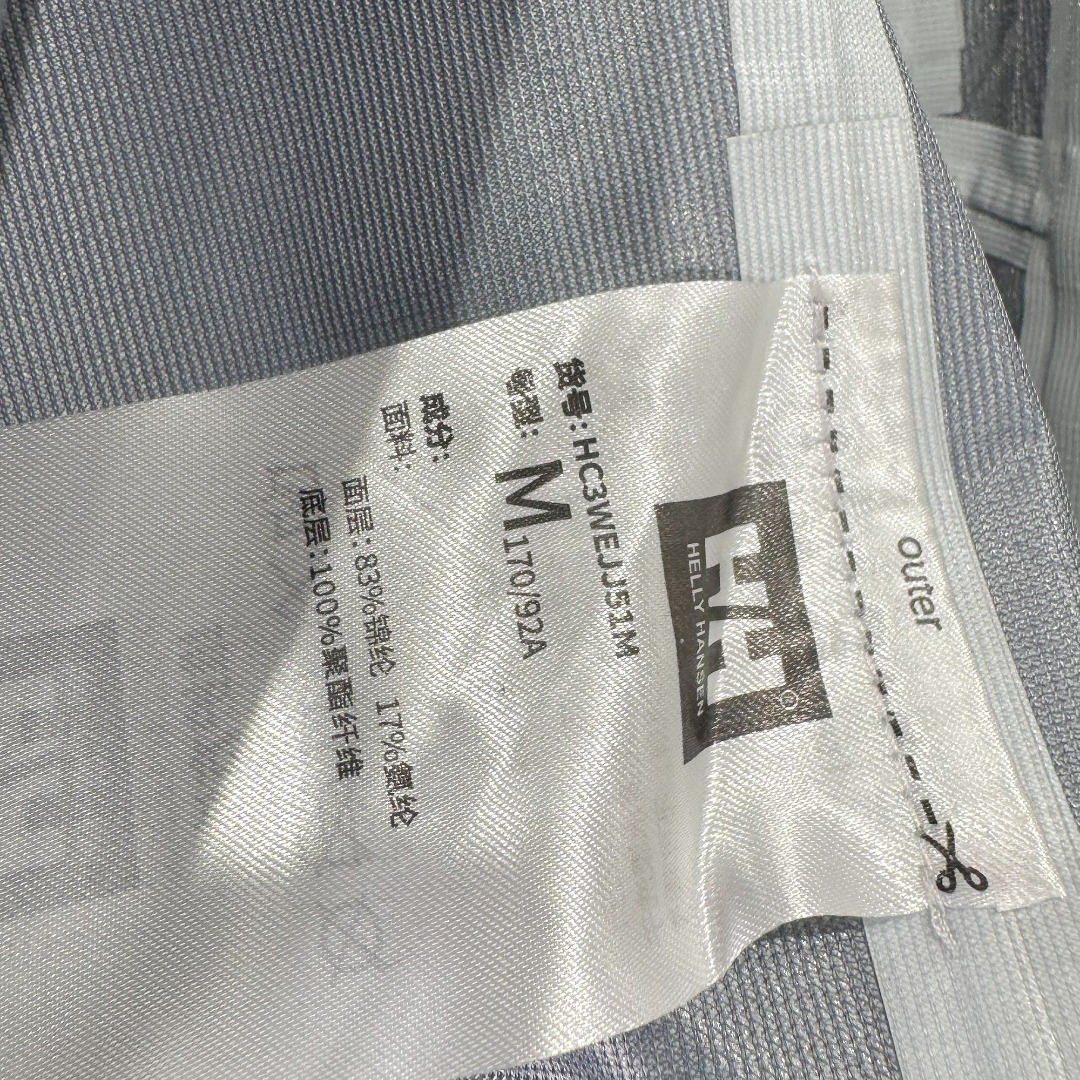 outer
HH®
HELLY HANSEN
货号: HC3WEJJ51M
号型: M 170/92A
成分:
面料:
面层: 83%锦纶 17%氨纶
底层: 100%聚酯纤维